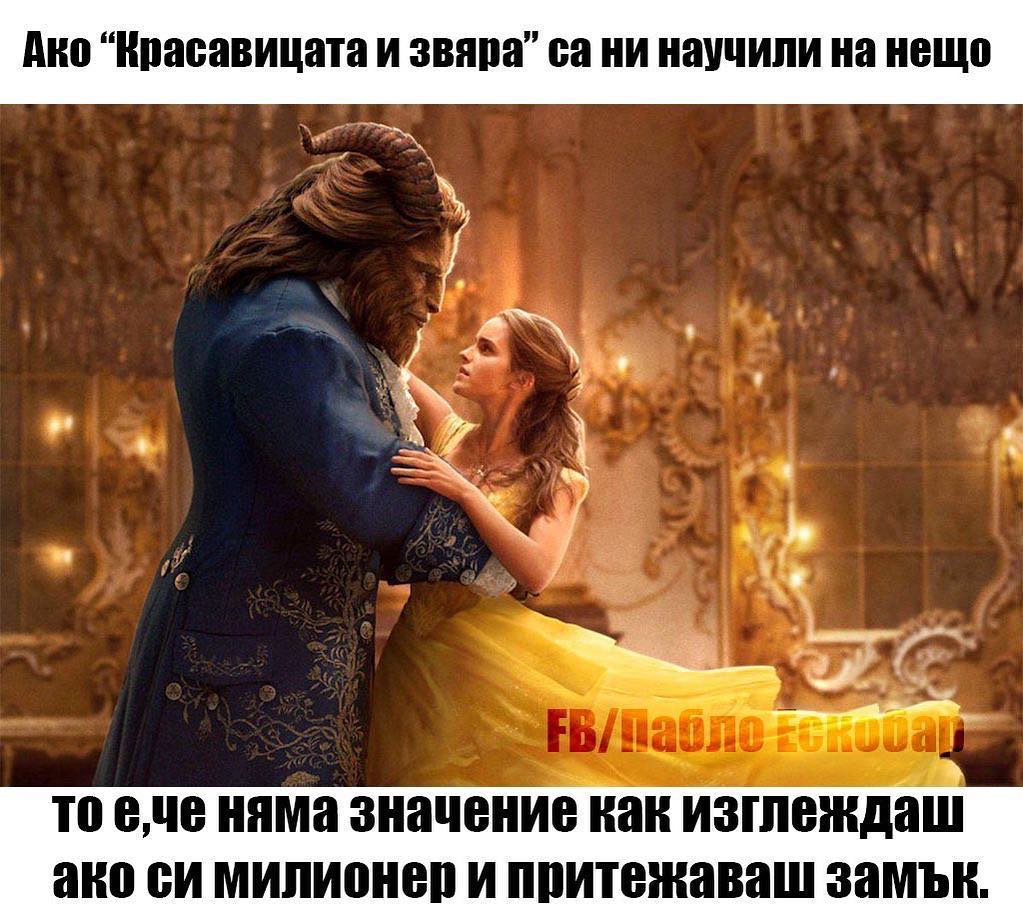 Ако “Красавицата и звяра” са ни научили на нещо
FB/Пабло Ескобар
то е,че няма значение как изглеждаш
ако си милионер и притежаваш замък.